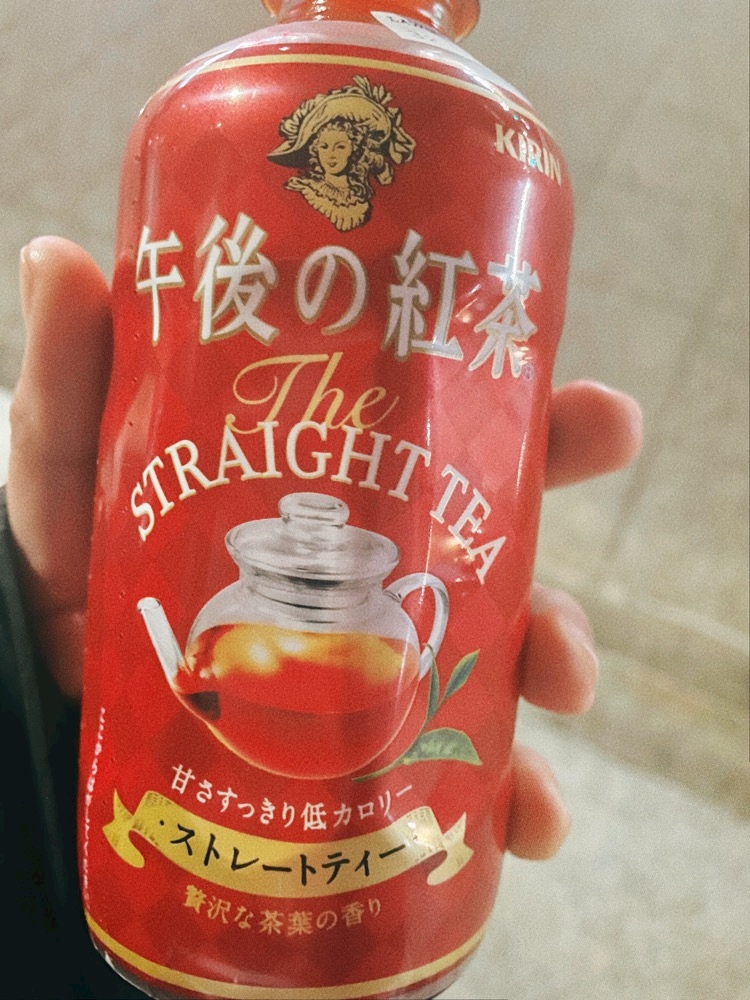 KIRIN
午後の紅茶
The
STRAIGHT TEA
甘さすっきり低カロリー
・ストレートティー・
贅沢な茶葉の香り